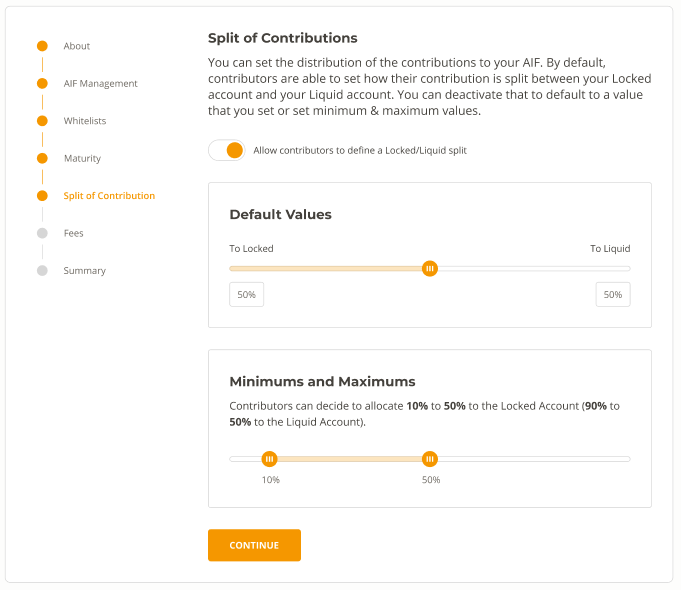 About
AIF Management
Whitelists
Maturity
Split of Contribution
Fees
Summary
Split of Contributions
You can set the distribution of the contributions to your AIF. By default,
contributors are able to set how their contribution is split between your Locked
account and your Liquid account. You can deactivate that to default to a value
that you set or set minimum & maximum values.
Allow contributors to define a Locked/Liquid split
Default Values
To Locked To Liquid
50% 50%
Minimums and Maximums
Contributors can decide to allocate 10% to 50% to the Locked Account (90% to
50% to the Liquid Account).
10% 50%
CONTINUE